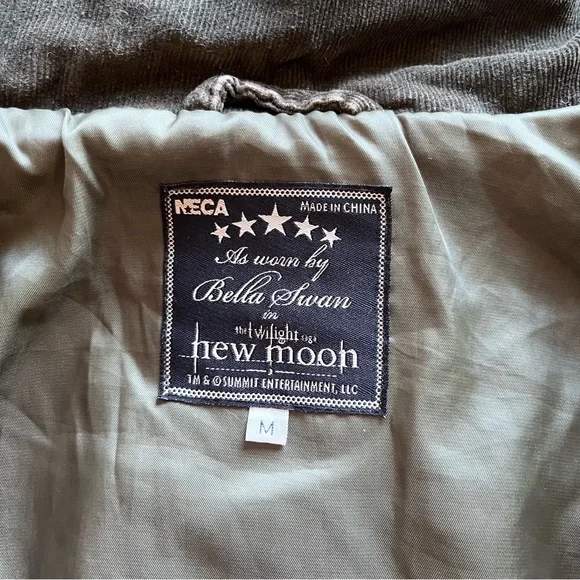 NECA MADE IN CHINA
As worn by
Bella Swan
in
the twilight saga
new moon
TM & © SUMMIT ENTERTAINMENT, LLC
M